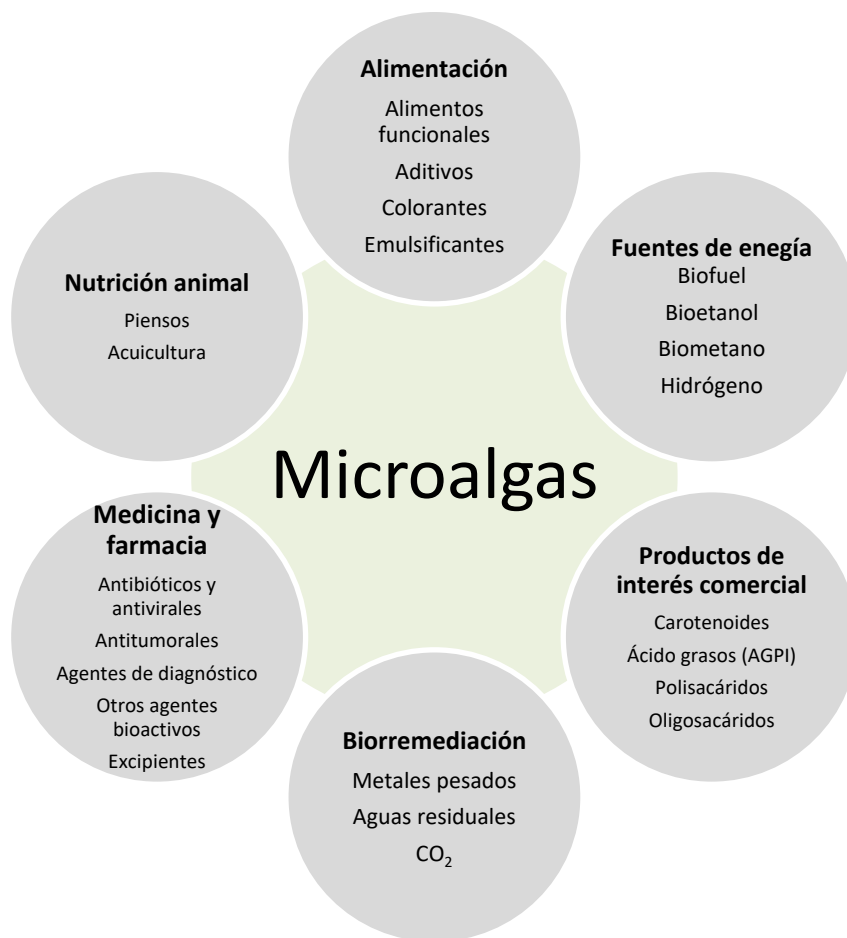 Alimentación
Alimentos
funcionales
Aditivos
Colorantes
Emulsificantes
Fuentes de enegía
Biofuel
Bioetanol
Biometano
Hidrógeno
Nutrición animal
Piensos
Acuicultura
Microalgas
Medicina y
farmacia
Antibióticos y
antivirales
Antitumorales
Agentes de diagnóstico
Otros agentes
bioactivos
Excipientes
Productos de
interés comercial
Carotenoides
Ácido grasos (AGPI)
Polisacáridos
Oligosacáridos
Biorremediación
Metales pesados
Aguas residuales
CO₂